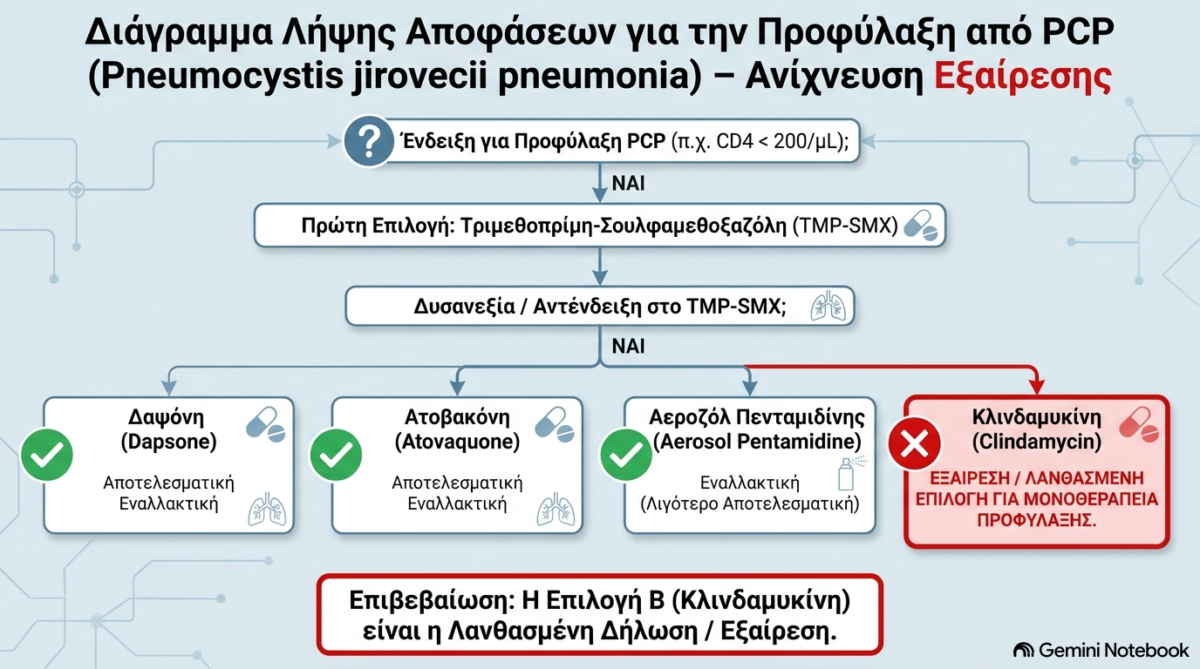 Διάγραμμα Λήψης Αποφάσεων για την Προφύλαξη από PCP
(Pneumocystis jirovecii pneumonia) – Ανίχνευση Εξαίρεσης
?
Ένδειξη για Προφύλαξη PCP (π.χ. CD4 < 200/μL);
ΝΑΙ
Πρώτη Επιλογή: Τριμεθοπρίμη-Σουλφαμεθοξαζόλη (TMP-SMX)
Δυσανεξία / Αντένδειξη στο TMP-SMX;
ΝΑΙ
Δαψόνη
(Dapsone)
Αποτελεσματική
Εναλλακτική
Ατοβακόνη
(Atovaquone)
Αποτελεσματική
Εναλλακτική
Αεροζόλ Πενταμιδίνης
(Aerosol Pentamidine)
Εναλλακτική
(Λιγότερο Αποτελεσματική)
Κλινδαμυκίνη
(Clindamycin)
ΕΞΑΙΡΕΣΗ / ΛΑΝΘΑΣΜΕΝΗ
ΕΠΙΛΟΓΗ ΓΙΑ ΜΟΝΟΘΕΡΑΠΕΙΑ
ΠΡΟΦΥΛΑΞΗΣ.
Επιβεβαίωση: Η Επιλογή Β (Κλινδαμυκίνη)
είναι η Λανθασμένη Δήλωση / Εξαίρεση.
Gemini Notebook